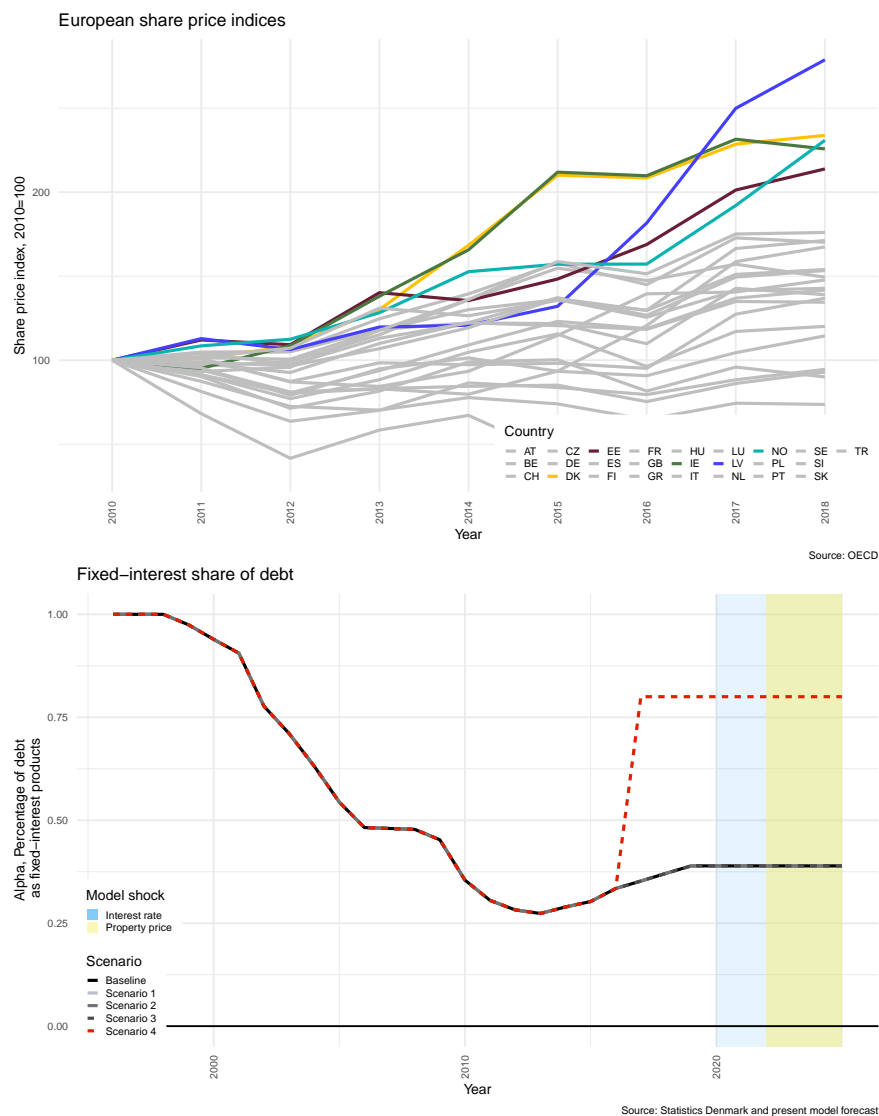 European share price indices
Share price index, 2010=100
200
100
Country
AT CZ EE FR HU LU NO SE TR
BE DE ES GB IE LV PL SI
CH DK FI GR IT NL PT SK
2010 2011 2012 2013 2014 2015 2016 2017 2018
Year
Source: OECD
Fixed−interest share of debt
Alpha, Percentage of debt
as fixed−interest products
1.00
0.75
0.50
0.25
0.00
Model shock
Interest rate
Property price
Scenario
Baseline
Scenario 1
Scenario 2
Scenario 3
Scenario 4
2000 2010 2020
Year
Source: Statistics Denmark and present model forecast